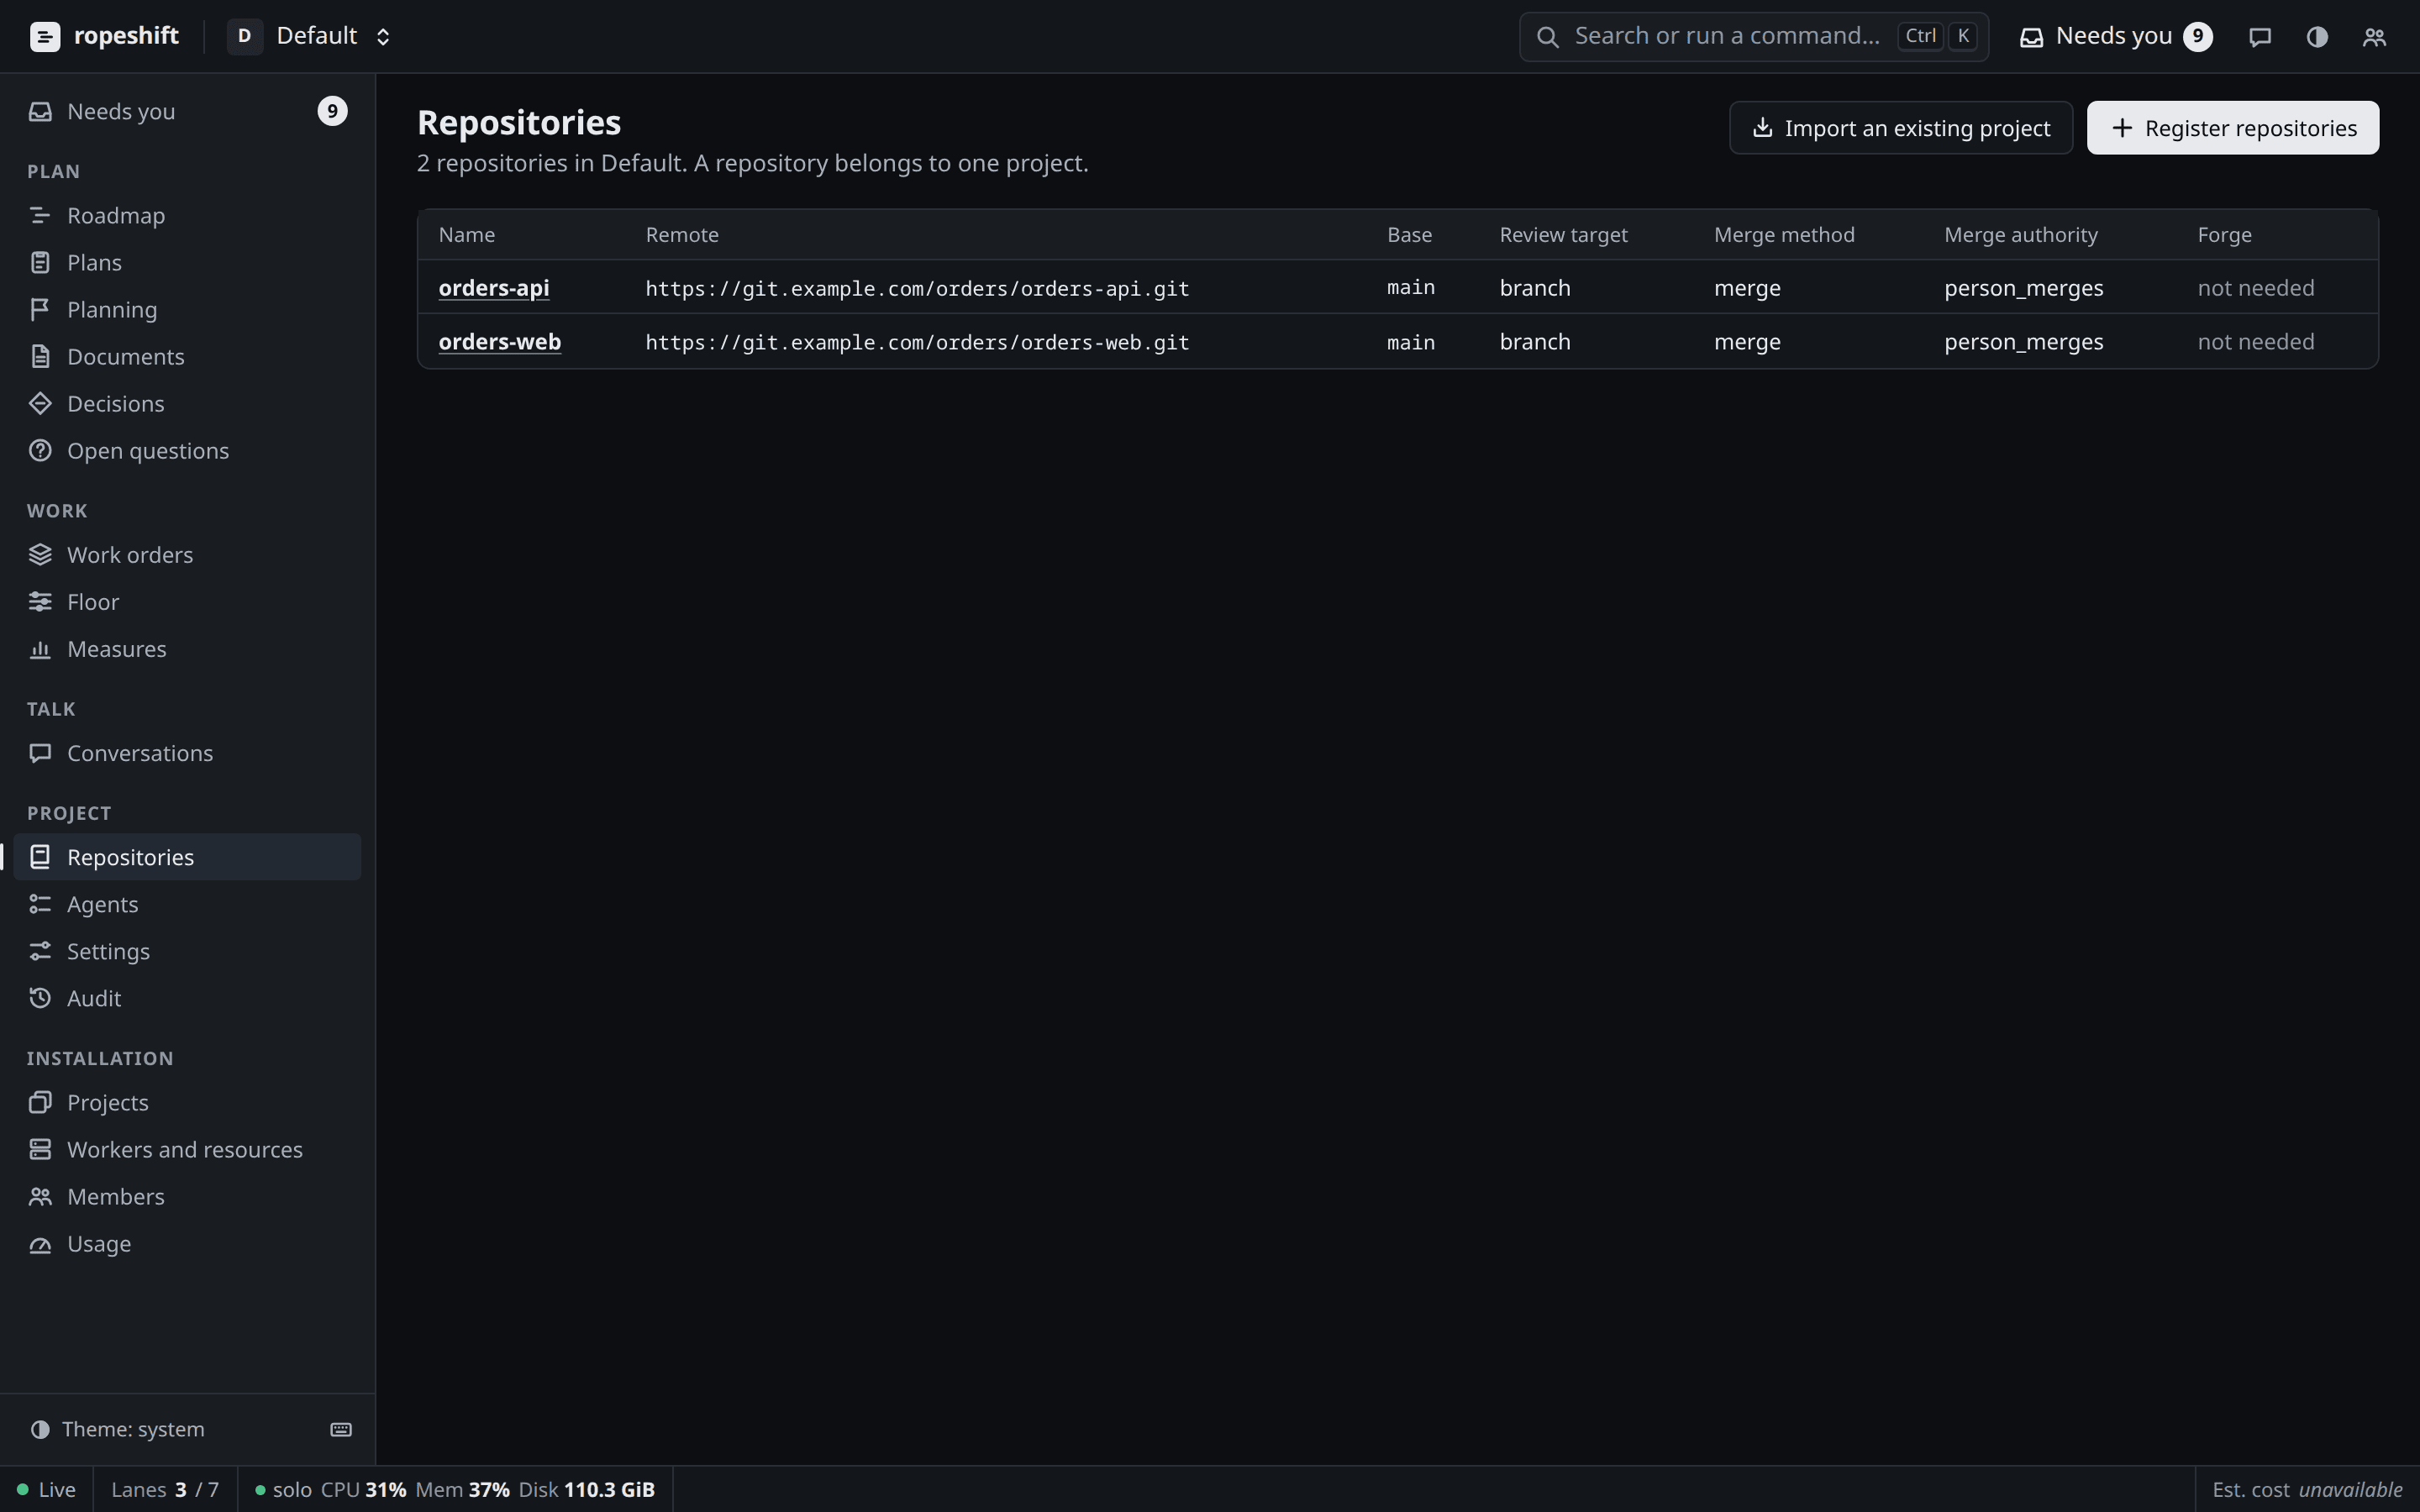 ropeshift D Default Search or run a command... Ctrl K Needs you 9
Needs you 9
PLAN
Roadmap
Plans
Planning
Documents
Decisions
Open questions
WORK
Work orders
Floor
Measures
TALK
Conversations
PROJECT
Repositories
Agents
Settings
Audit
INSTALLATION
Projects
Workers and resources
Members
Usage
Theme: system
Repositories
2 repositories in Default. A repository belongs to one project.
Import an existing project Register repositories
Name Remote Base Review target Merge method Merge authority Forge
orders-api https://git.example.com/orders/orders-api.git main branch merge person_merges not needed
orders-web https://git.example.com/orders/orders-web.git main branch merge person_merges not needed
Live Lanes 3 / 7 solo CPU 31% Mem 37% Disk 110.3 GiB Est. cost unavailable